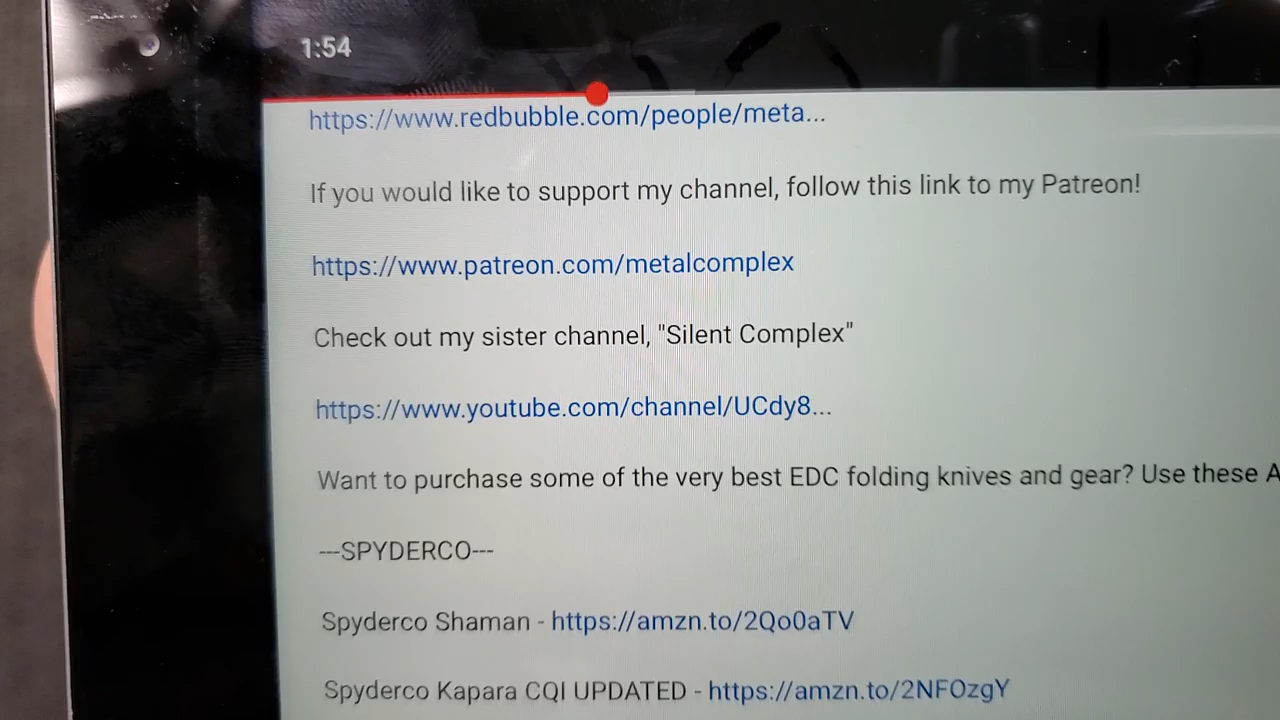 1:54
https://www.redbubble.com/people/meta...
If you would like to support my channel, follow this link to my Patreon!
https://www.patreon.com/metalcomplex
Check out my sister channel, "Silent Complex"
https://www.youtube.com/channel/UCdy8...
Want to purchase some of the very best EDC folding knives and gear? Use these A
---SPYDERCO---
Spyderco Shaman - https://amzn.to/2Qo0aTV
Spyderco Kapara CQI UPDATED - https://amzn.to/2NFOzgY